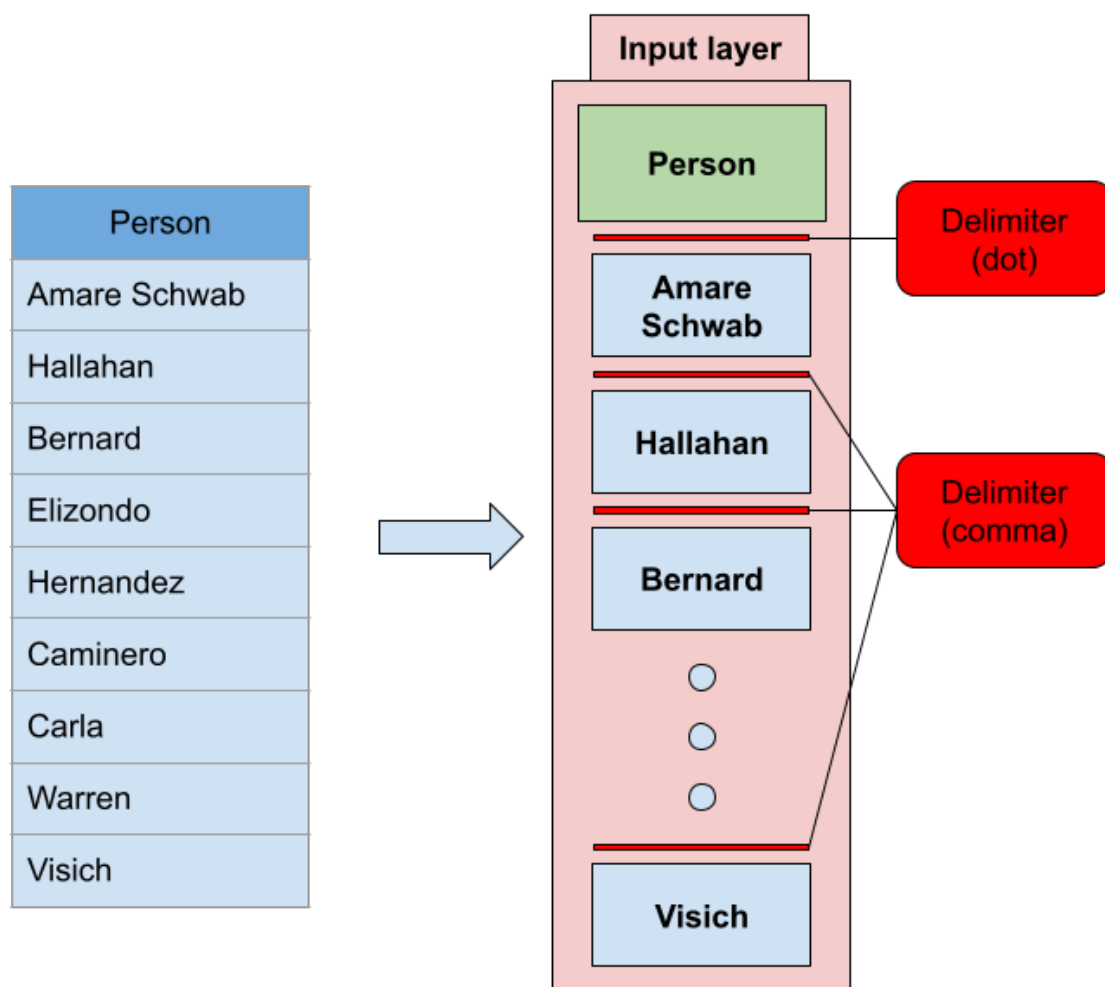 Person
Amare Schwab
Hallahan
Bernard
Elizondo
Hernandez
Caminero
Carla
Warren
Visich
Input layer
Person
Amare
Schwab
Hallahan
Bernard
Visich
Delimiter
(dot)
Delimiter
(comma)